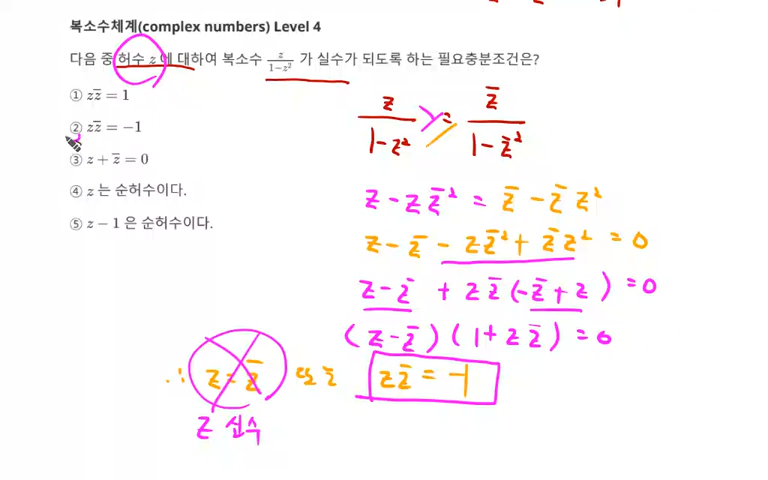 복소수체계(complex numbers) Level 4
다음 중 허수 z 에 대하여 복소수 z/(1−z²) 가 실수가 되도록 하는 필요충분조건은?
① zz̄ = 1
② zz̄ = −1
③ z + z̄ = 0
④ z 는 순허수이다.
⑤ z − 1 은 순허수이다.
z/(1−z²) = z̄/(1−z̄²)
z − zz̄² = z̄ − z̄z²
z − z̄ − zz̄² + z̄z² = 0
z − z̄ + zz̄(−z̄ + z) = 0
(z − z̄)(1 + zz̄) = 0
∴ z = z̄ 또는 zz̄ = −1
z 실수